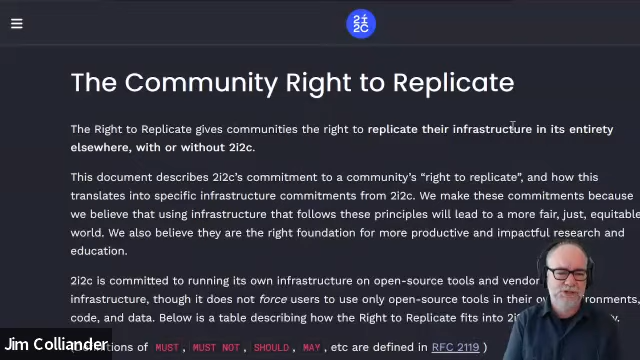 2i
2C
The Community Right to Replicate
The Right to Replicate gives communities the right to replicate their infrastructure in its entirety
elsewhere, with or without 2i2c.
This document describes 2i2c's commitment to a community's "right to replicate", and how this
translates into specific infrastructure commitments from 2i2c. We make these commitments because
we believe that using infrastructure that follows these principles will lead to a more fair, just, equitable
world. We also believe they are the right foundation for more productive and impactful research and
education.
2i2c is committed to running its own infrastructure on open-source tools and vendor
infrastructure, though it does not force users to use only open-source tools in their own environments,
code, and data. Below is a table describing how the Right to Replicate fits into
of MUST, MUST NOT, SHOULD, MAY, etc are defined in RFC 2119)
Jim Colliander